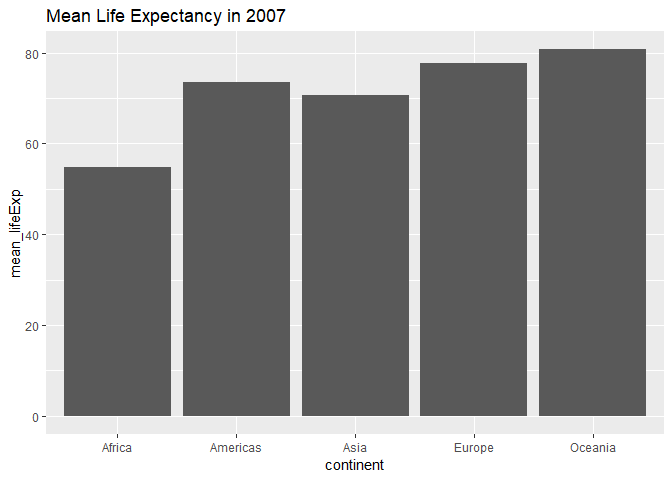 Mean Life Expectancy in 2007
80
60
40
20
0
mean_lifeExp
Africa Americas Asia Europe Oceania
continent